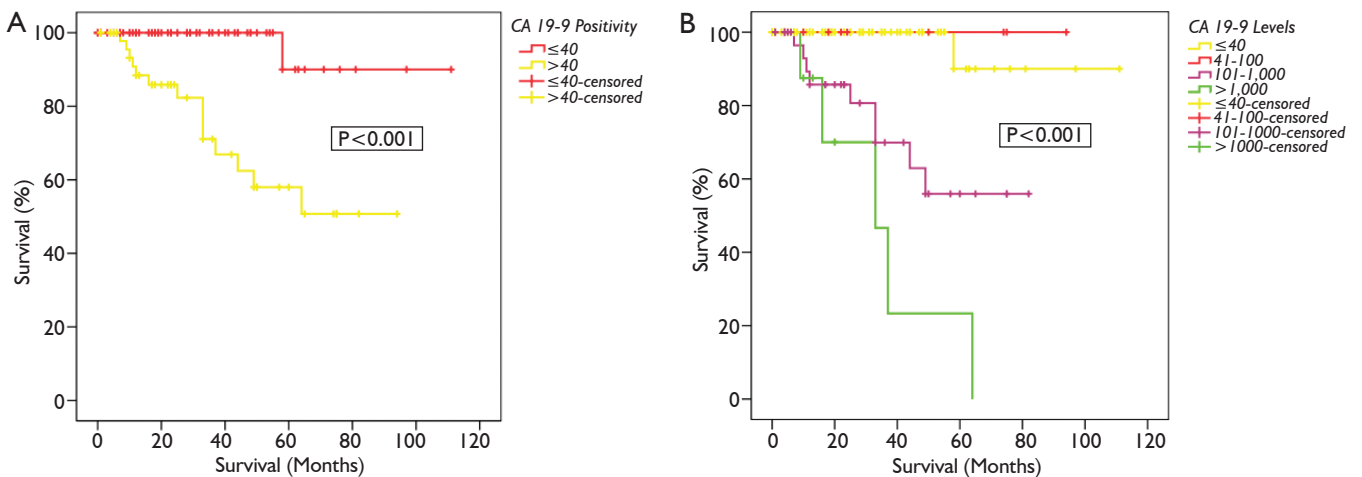 A
CA 19-9 Positivity
≤40
>40
≤40-censored
>40-censored
P<0.001
100
80
60
40
20
0
Survival (%)
0 20 40 60 80 100 120
Survival (Months)
B
CA 19-9 Levels
≤40
41-100
101-1,000
>1,000
≤40-censored
41-100-censored
101-1000-censored
>1000-censored
P<0.001
100
80
60
40
20
0
Survival (%)
0 20 40 60 80 100 120
Survival (Months)